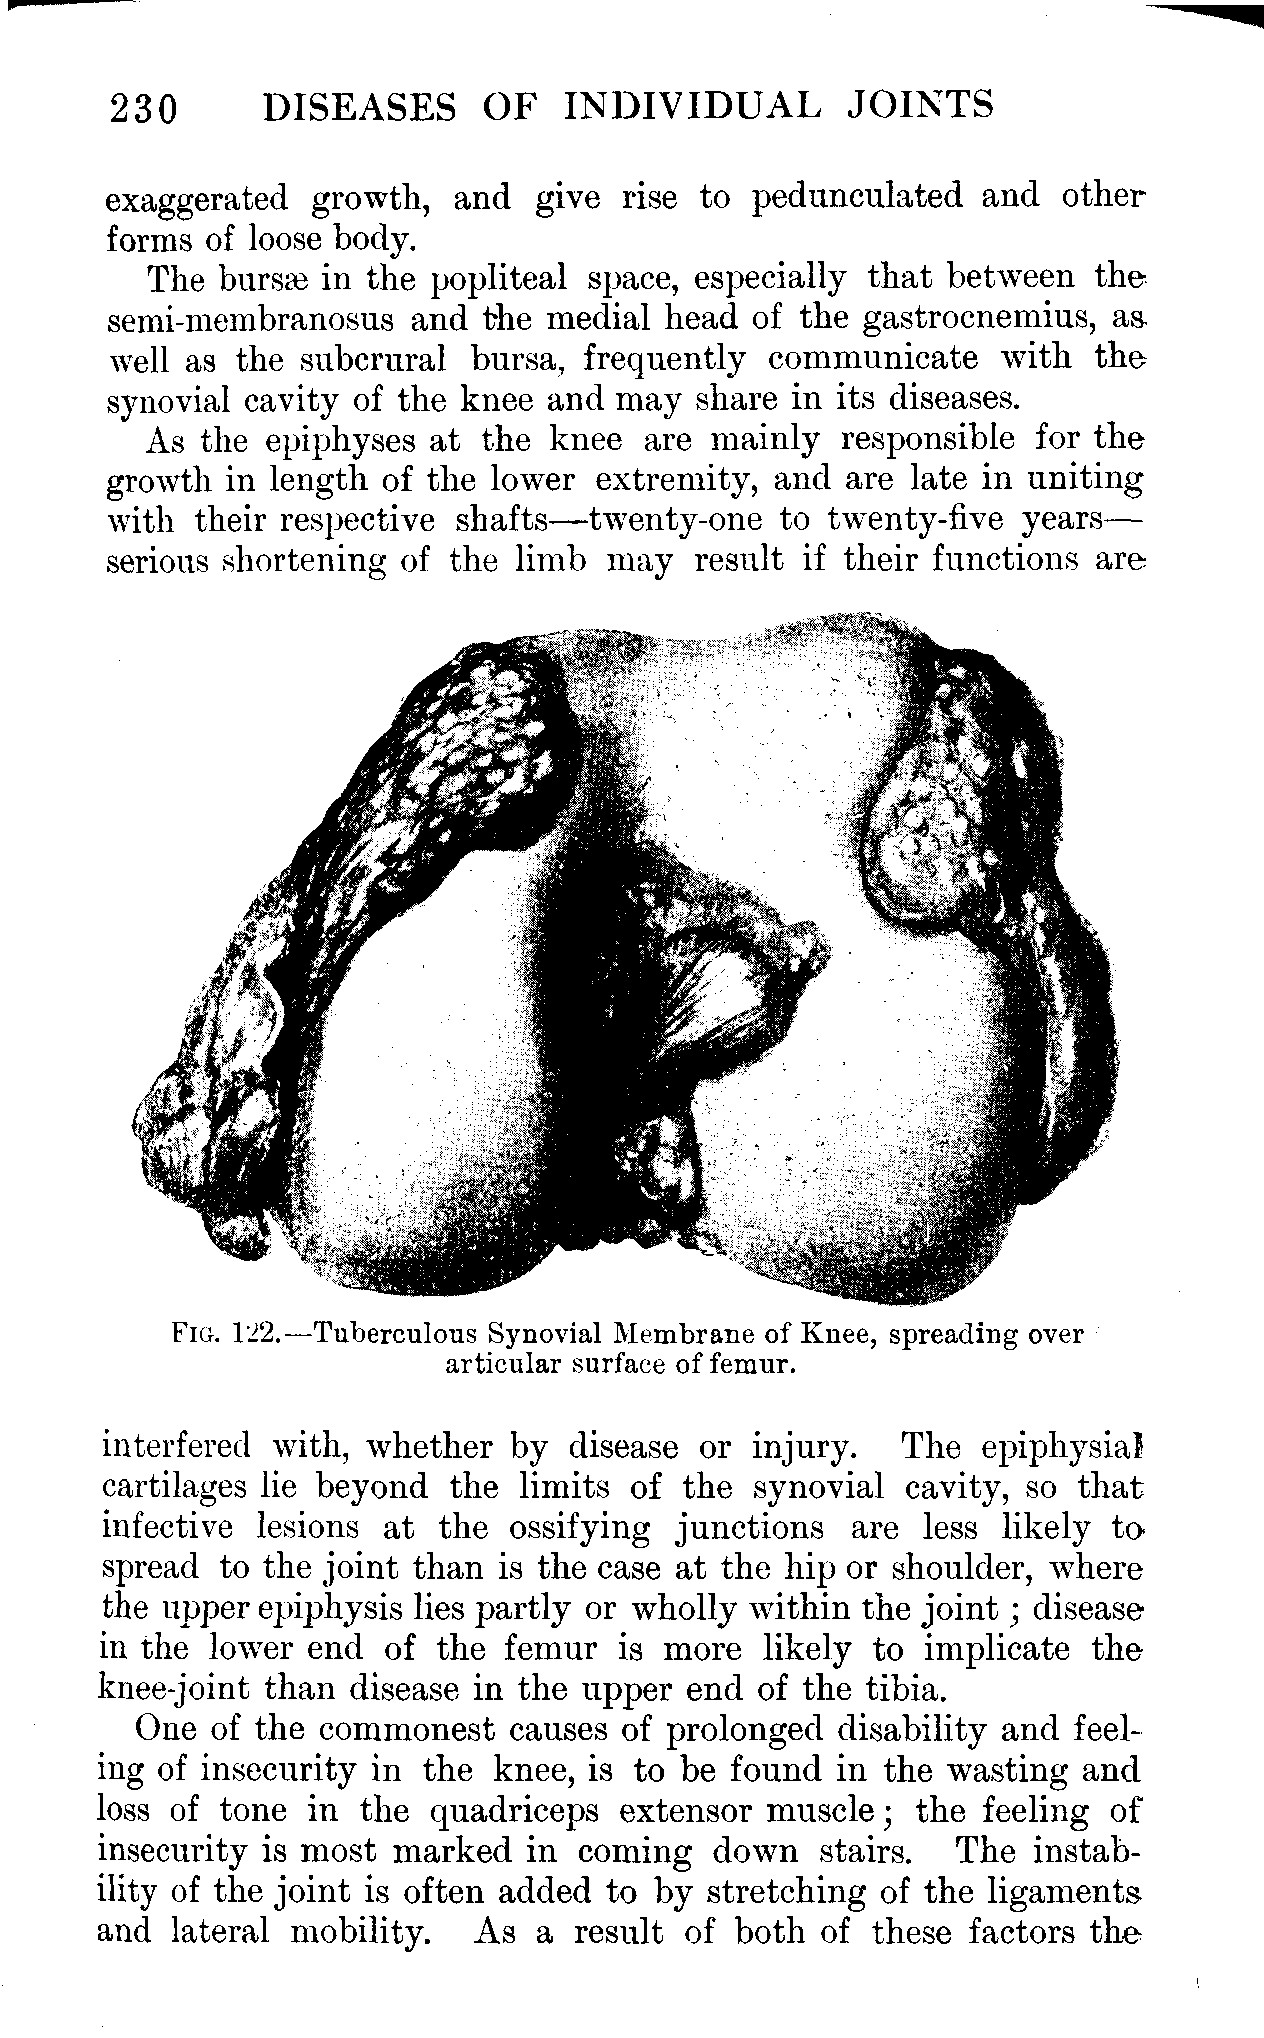 230 DISEASES OF INDIVIDUAL JOINTS
exaggerated growth, and give rise to pedunculated and other
forms of loose body.
The bursæ in the popliteal space, especially that between the
semi-membranosus and the medial head of the gastrocnemius, as
well as the subcrural bursa, frequently communicate with the
synovial cavity of the knee and may share in its diseases.
As the epiphyses at the knee are mainly responsible for the
growth in length of the lower extremity, and are late in uniting
with their respective shafts—twenty-one to twenty-five years—
serious shortening of the limb may result if their functions are
FIG. 122.—Tuberculous Synovial Membrane of Knee, spreading over
articular surface of femur.
interfered with, whether by disease or injury. The epiphysial
cartilages lie beyond the limits of the synovial cavity, so that
infective lesions at the ossifying junctions are less likely to
spread to the joint than is the case at the hip or shoulder, where
the upper epiphysis lies partly or wholly within the joint ; disease
in the lower end of the femur is more likely to implicate the
knee-joint than disease in the upper end of the tibia.
One of the commonest causes of prolonged disability and feel-
ing of insecurity in the knee, is to be found in the wasting and
loss of tone in the quadriceps extensor muscle ; the feeling of
insecurity is most marked in coming down stairs. The instab-
ility of the joint is often added to by stretching of the ligaments
and lateral mobility. As a result of both of these factors the